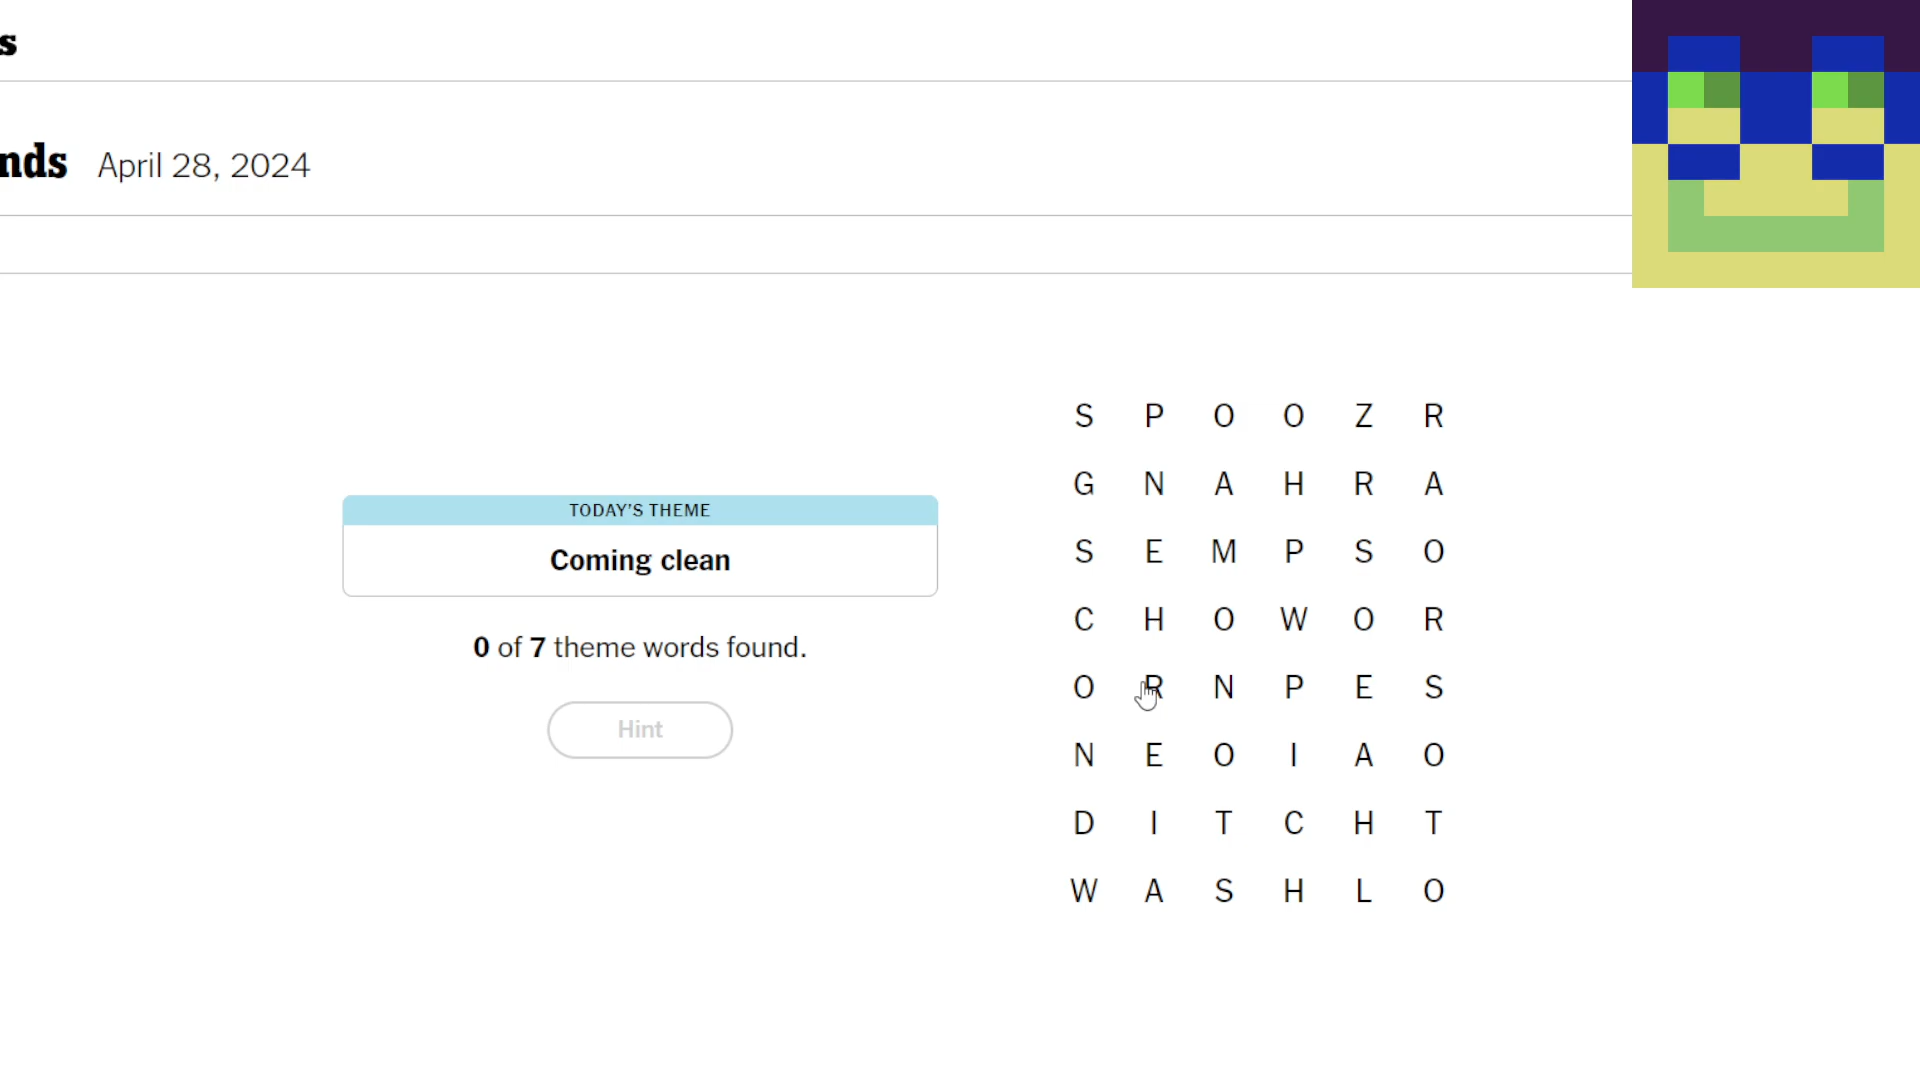 s
nds April 28, 2024
TODAY'S THEME
Coming clean
0 of 7 theme words found.
Hint
S P O O Z R
G N A H R A
S E M P S O
C H O W O R
O R N P E S
N E O I A O
D I T C H T
W A S H L O